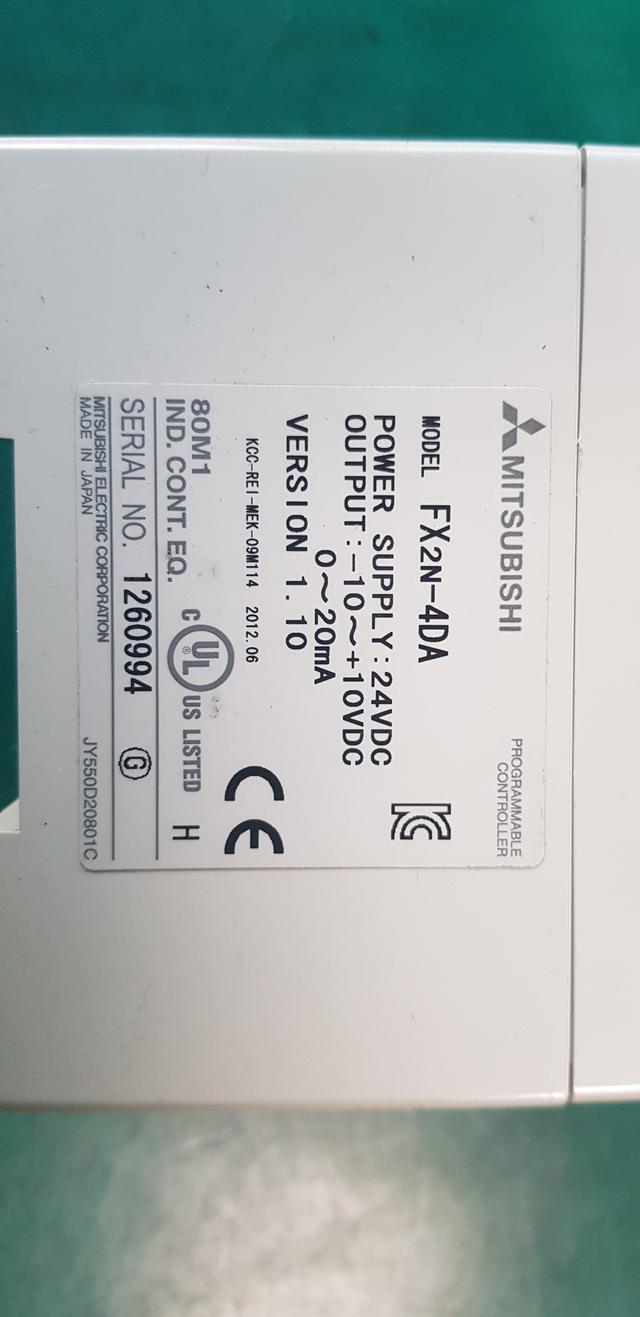 MITSUBISHI
PROGRAMMABLE
CONTROLLER
MODEL FX2N-4DA
POWER SUPPLY:24VDC
OUTPUT:-10~+10VDC
0~20mA
VERSION 1.10
KCC-REI-MEK-09M114 2012.06
CE
80M1
IND. CONT. EQ.
C UL ® US LISTED H
SERIAL NO. 1260994 G
MITSUBISHI ELECTRIC CORPORATION
MADE IN JAPAN
JY550D20801C